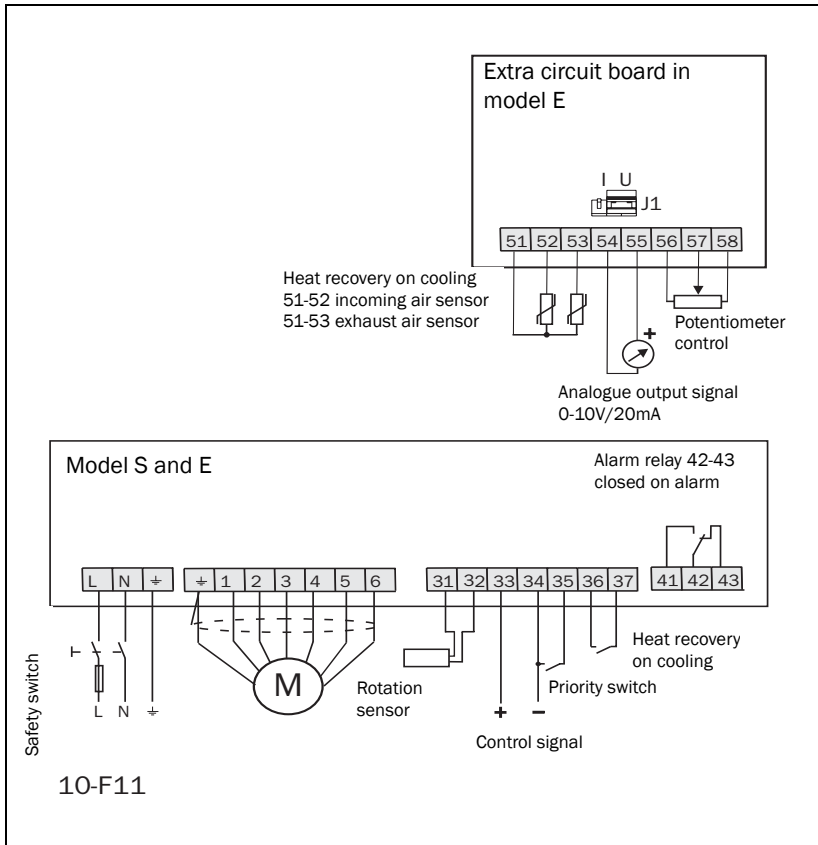 Extra circuit board in
model E
I U
J1
51 52 53 54 55 56 57 58
Heat recovery on cooling
51-52 incoming air sensor
51-53 exhaust air sensor
Potentiometer
control
+
Analogue output signal
0-10V/20mA
Model S and E
Alarm relay 42-43
closed on alarm
L N ⏚ ⏚ 1 2 3 4 5 6 31 32 33 34 35 36 37 41 42 43
Safety switch
L N ⏚
M
Rotation
sensor
+ −
Control signal
Priority switch
Heat recovery
on cooling
10-F11